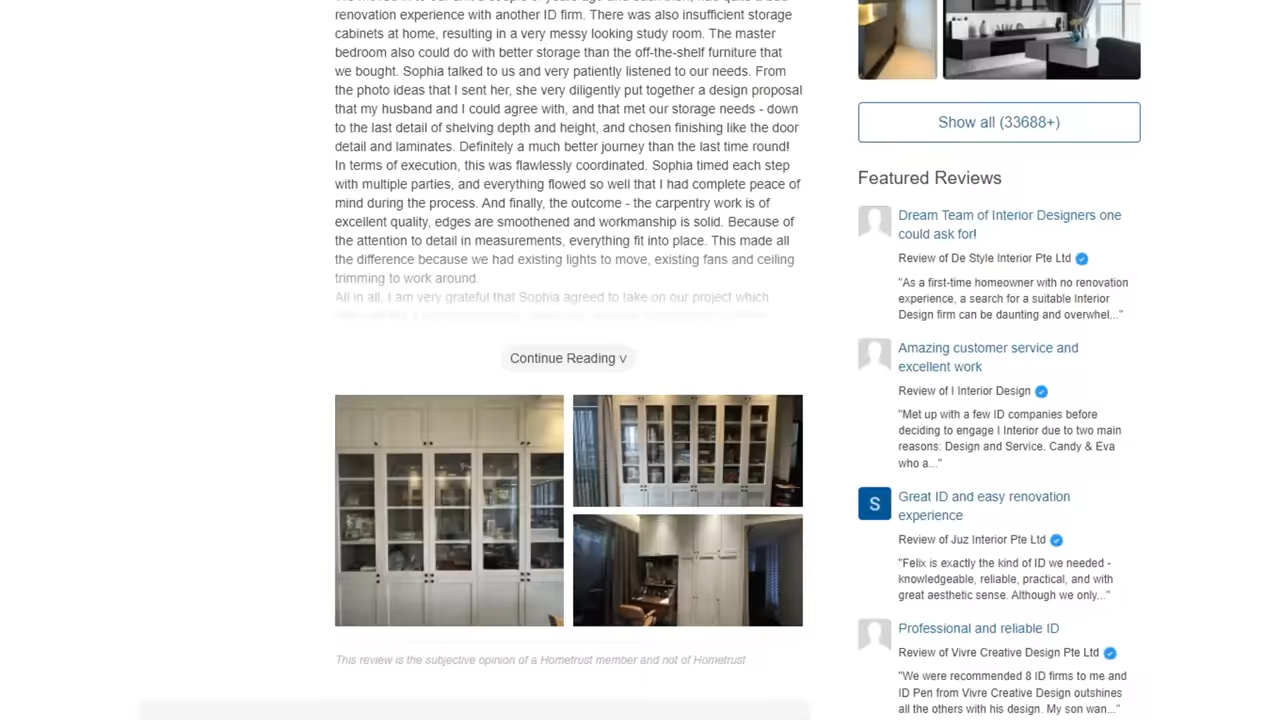 renovation experience with another ID firm. There was also insufficient storage
cabinets at home, resulting in a very messy looking study room. The master
bedroom also could do with better storage than the off-the-shelf furniture that
we bought. Sophia talked to us and very patiently listened to our needs. From
the photo ideas that I sent her, she very diligently put together a design proposal
that my husband and I could agree with, and that met our storage needs - down
to the last detail of shelving depth and height, and chosen finishing like the door
detail and laminates. Definitely a much better journey than the last time round!
In terms of execution, this was flawlessly coordinated. Sophia timed each step
with multiple parties, and everything flowed so well that I had complete peace of
mind during the process. And finally, the outcome - the carpentry work is of
excellent quality, edges are smoothened and workmanship is solid. Because of
the attention to detail in measurements, everything fit into place. This made all
the difference because we had existing lights to move, existing fans and ceiling
trimming to work around.
All in all, I am very grateful that Sophia agreed to take on our project which
Continue Reading ˅
This review is the subjective opinion of a Hometrust member and not of Hometrust
Show all (33688+)
Featured Reviews
Dream Team of Interior Designers one
could ask for!
Review of De Style Interior Pte Ltd
"As a first-time homeowner with no renovation
experience, a search for a suitable Interior
Design firm can be daunting and overwhel..."
Amazing customer service and
excellent work
Review of I Interior Design
"Met up with a few ID companies before
deciding to engage I Interior due to two main
reasons: Design and Service. Candy & Eva
who a..."
S
Great ID and easy renovation
experience
Review of Juz Interior Pte Ltd
"Felix is exactly the kind of ID we needed -
knowledgeable, reliable, practical, and with
great aesthetic sense. Although we only..."
Professional and reliable ID
Review of Vivre Creative Design Pte Ltd
"We were recommended 8 ID firms to me and
ID Pen from Vivre Creative Design outshines
all the others with his design. My son wan..."